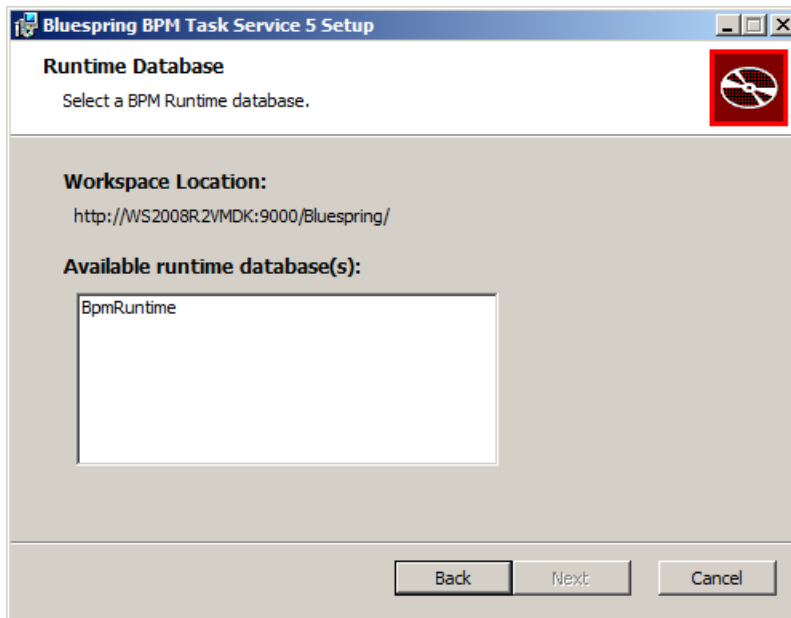 Bluespring BPM Task Service 5 Setup
Runtime Database
Select a BPM Runtime database.
Workspace Location:
http://WS2008R2VMDK:9000/Bluespring/
Available runtime database(s):
BpmRuntime
Back Next Cancel